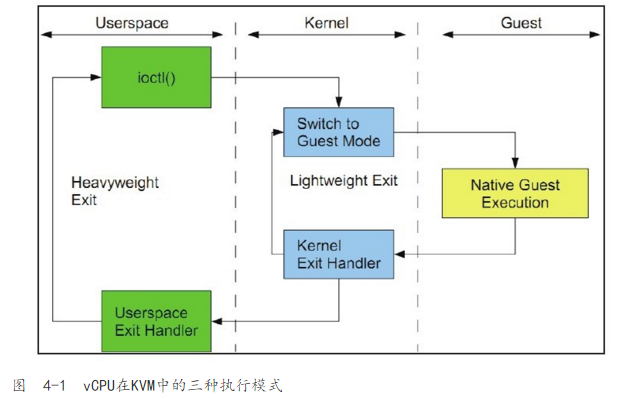 Userspace
Kernel
Guest
ioctl()
Switch to
Guest Mode
Heavyweight
Exit
Lightweight Exit
Native Guest
Execution
Kernel
Exit Handler
Userspace
Exit Handler
图 4-1 vCPU在KVM中的三种执行模式